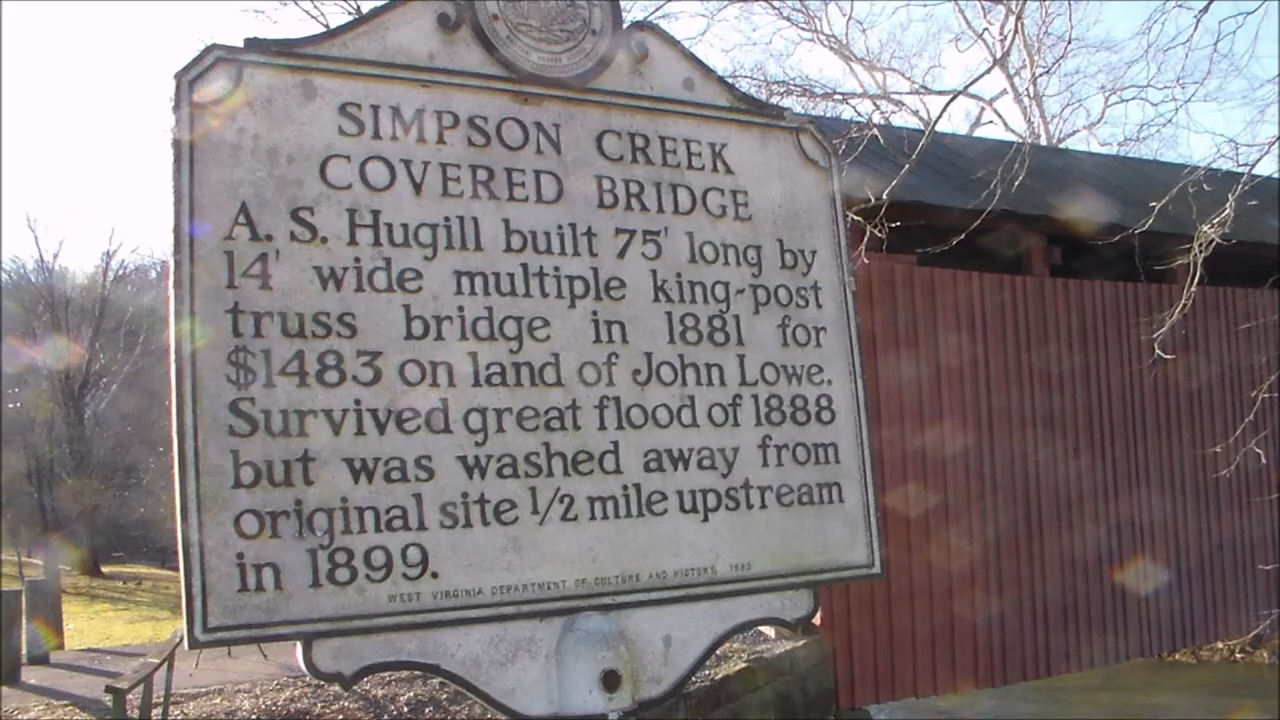 SIMPSON CREEK
COVERED BRIDGE
A. S. Hugill built 75' long by
14' wide multiple king-post
truss bridge in 1881 for
$1483 on land of John Lowe.
Survived great flood of 1888
but was washed away from
original site 1/2 mile upstream
in 1899.
WEST VIRGINIA DEPARTMENT OF CULTURE AND HISTORY